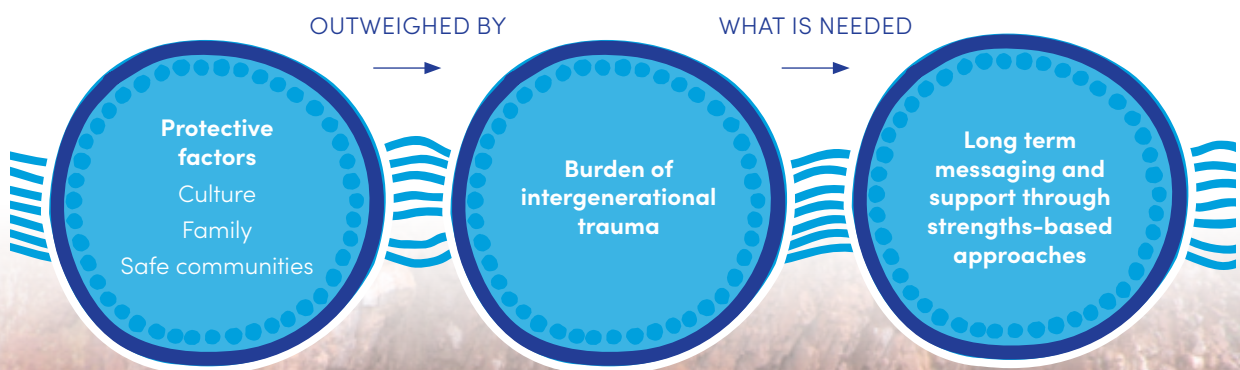 OUTWEIGHED BY
WHAT IS NEEDED
Protective
factors
Culture
Family
Safe communities
Burden of
intergenerational
trauma
Long term
messaging and
support through
strengths-based
approaches